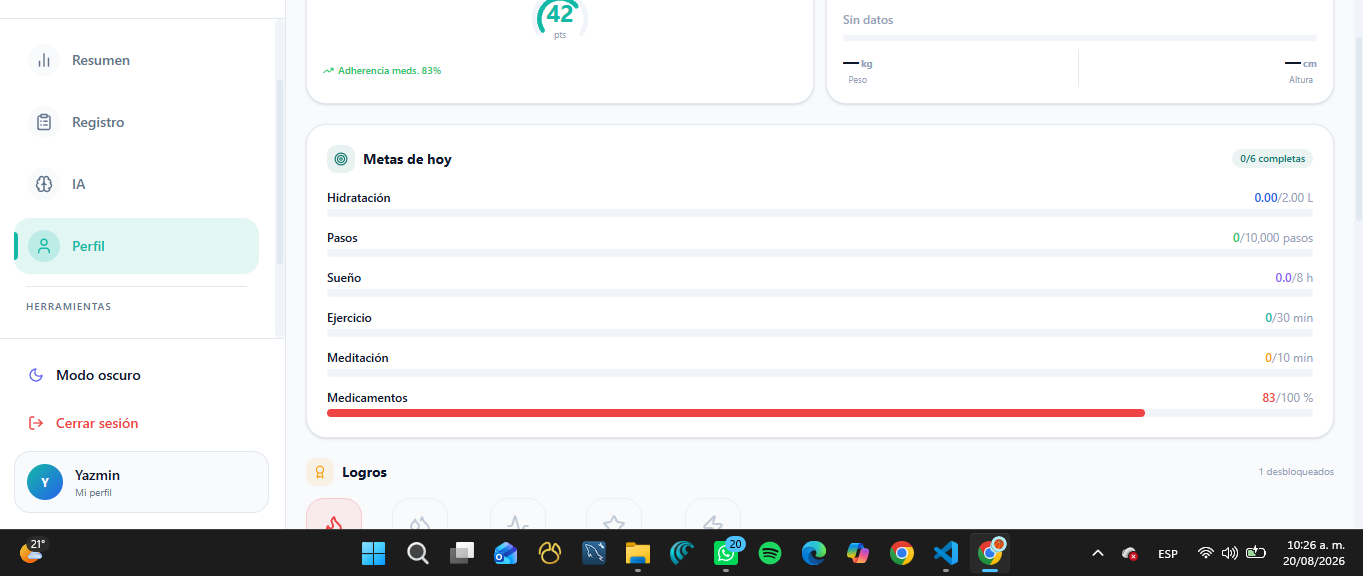 42
pts
Adherencia meds. 83%
Sin datos
— kg
Peso
— cm
Altura
Resumen
Registro
IA
Perfil
HERRAMIENTAS
Modo oscuro
Cerrar sesión
Y
Yazmin
Mi perfil
Metas de hoy
0/6 completas
Hidratación
0.00/2.00 L
Pasos
0/10,000 pasos
Sueño
0.0/8 h
Ejercicio
0/30 min
Meditación
0/10 min
Medicamentos
83/100 %
Logros
1 desbloqueados
21°
20
ESP
10:26 a. m.
20/08/2026